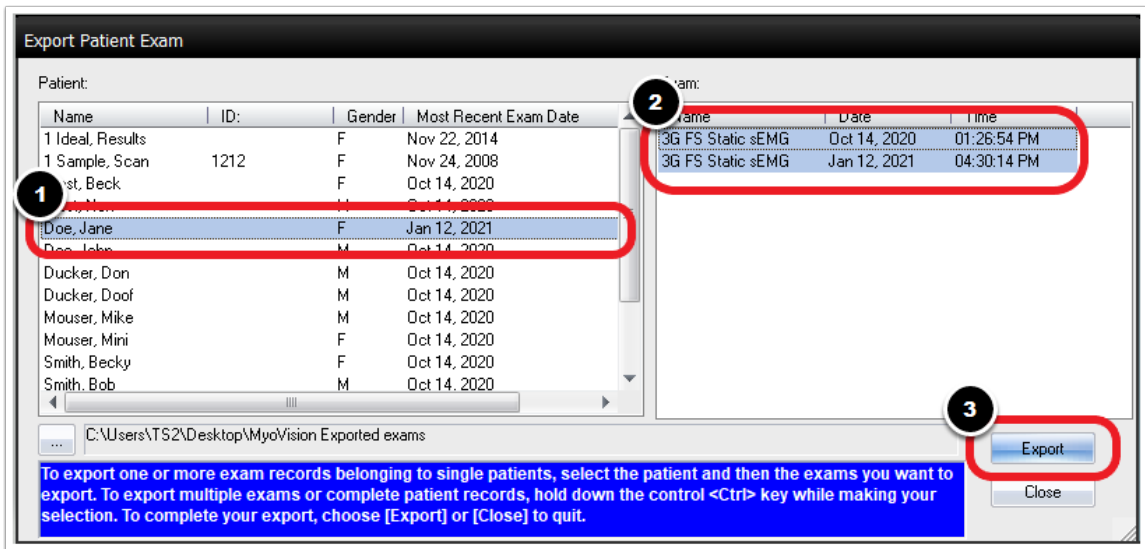 Export Patient Exam
Patient:
Name ID: Gender Most Recent Exam Date
1 Ideal, Results F Nov 22, 2014
1 Sample, Scan 1212 F Nov 24, 2008
Beck F Oct 14, 2020
Doe, Jane F Jan 12, 2021
Doe, John M Oct 14, 2020
Ducker, Don M Oct 14, 2020
Ducker, Doof M Oct 14, 2020
Mouser, Mike M Oct 14, 2020
Mouser, Mini F Oct 14, 2020
Smith, Becky F Oct 14, 2020
Smith, Bob M Oct 14, 2020
1
2
Name Date Time
3G FS Static sEMG Oct 14, 2020 01:26:54 PM
3G FS Static sEMG Jan 12, 2021 04:30:14 PM
... C:\Users\TS2\Desktop\MyoVision Exported exams
3
Export
Close
To export one or more exam records belonging to single patients, select the patient and then the exams you want to
export. To export multiple exams or complete patient records, hold down the control <Ctrl> key while making your
selection. To complete your export, choose [Export] or [Close] to quit.